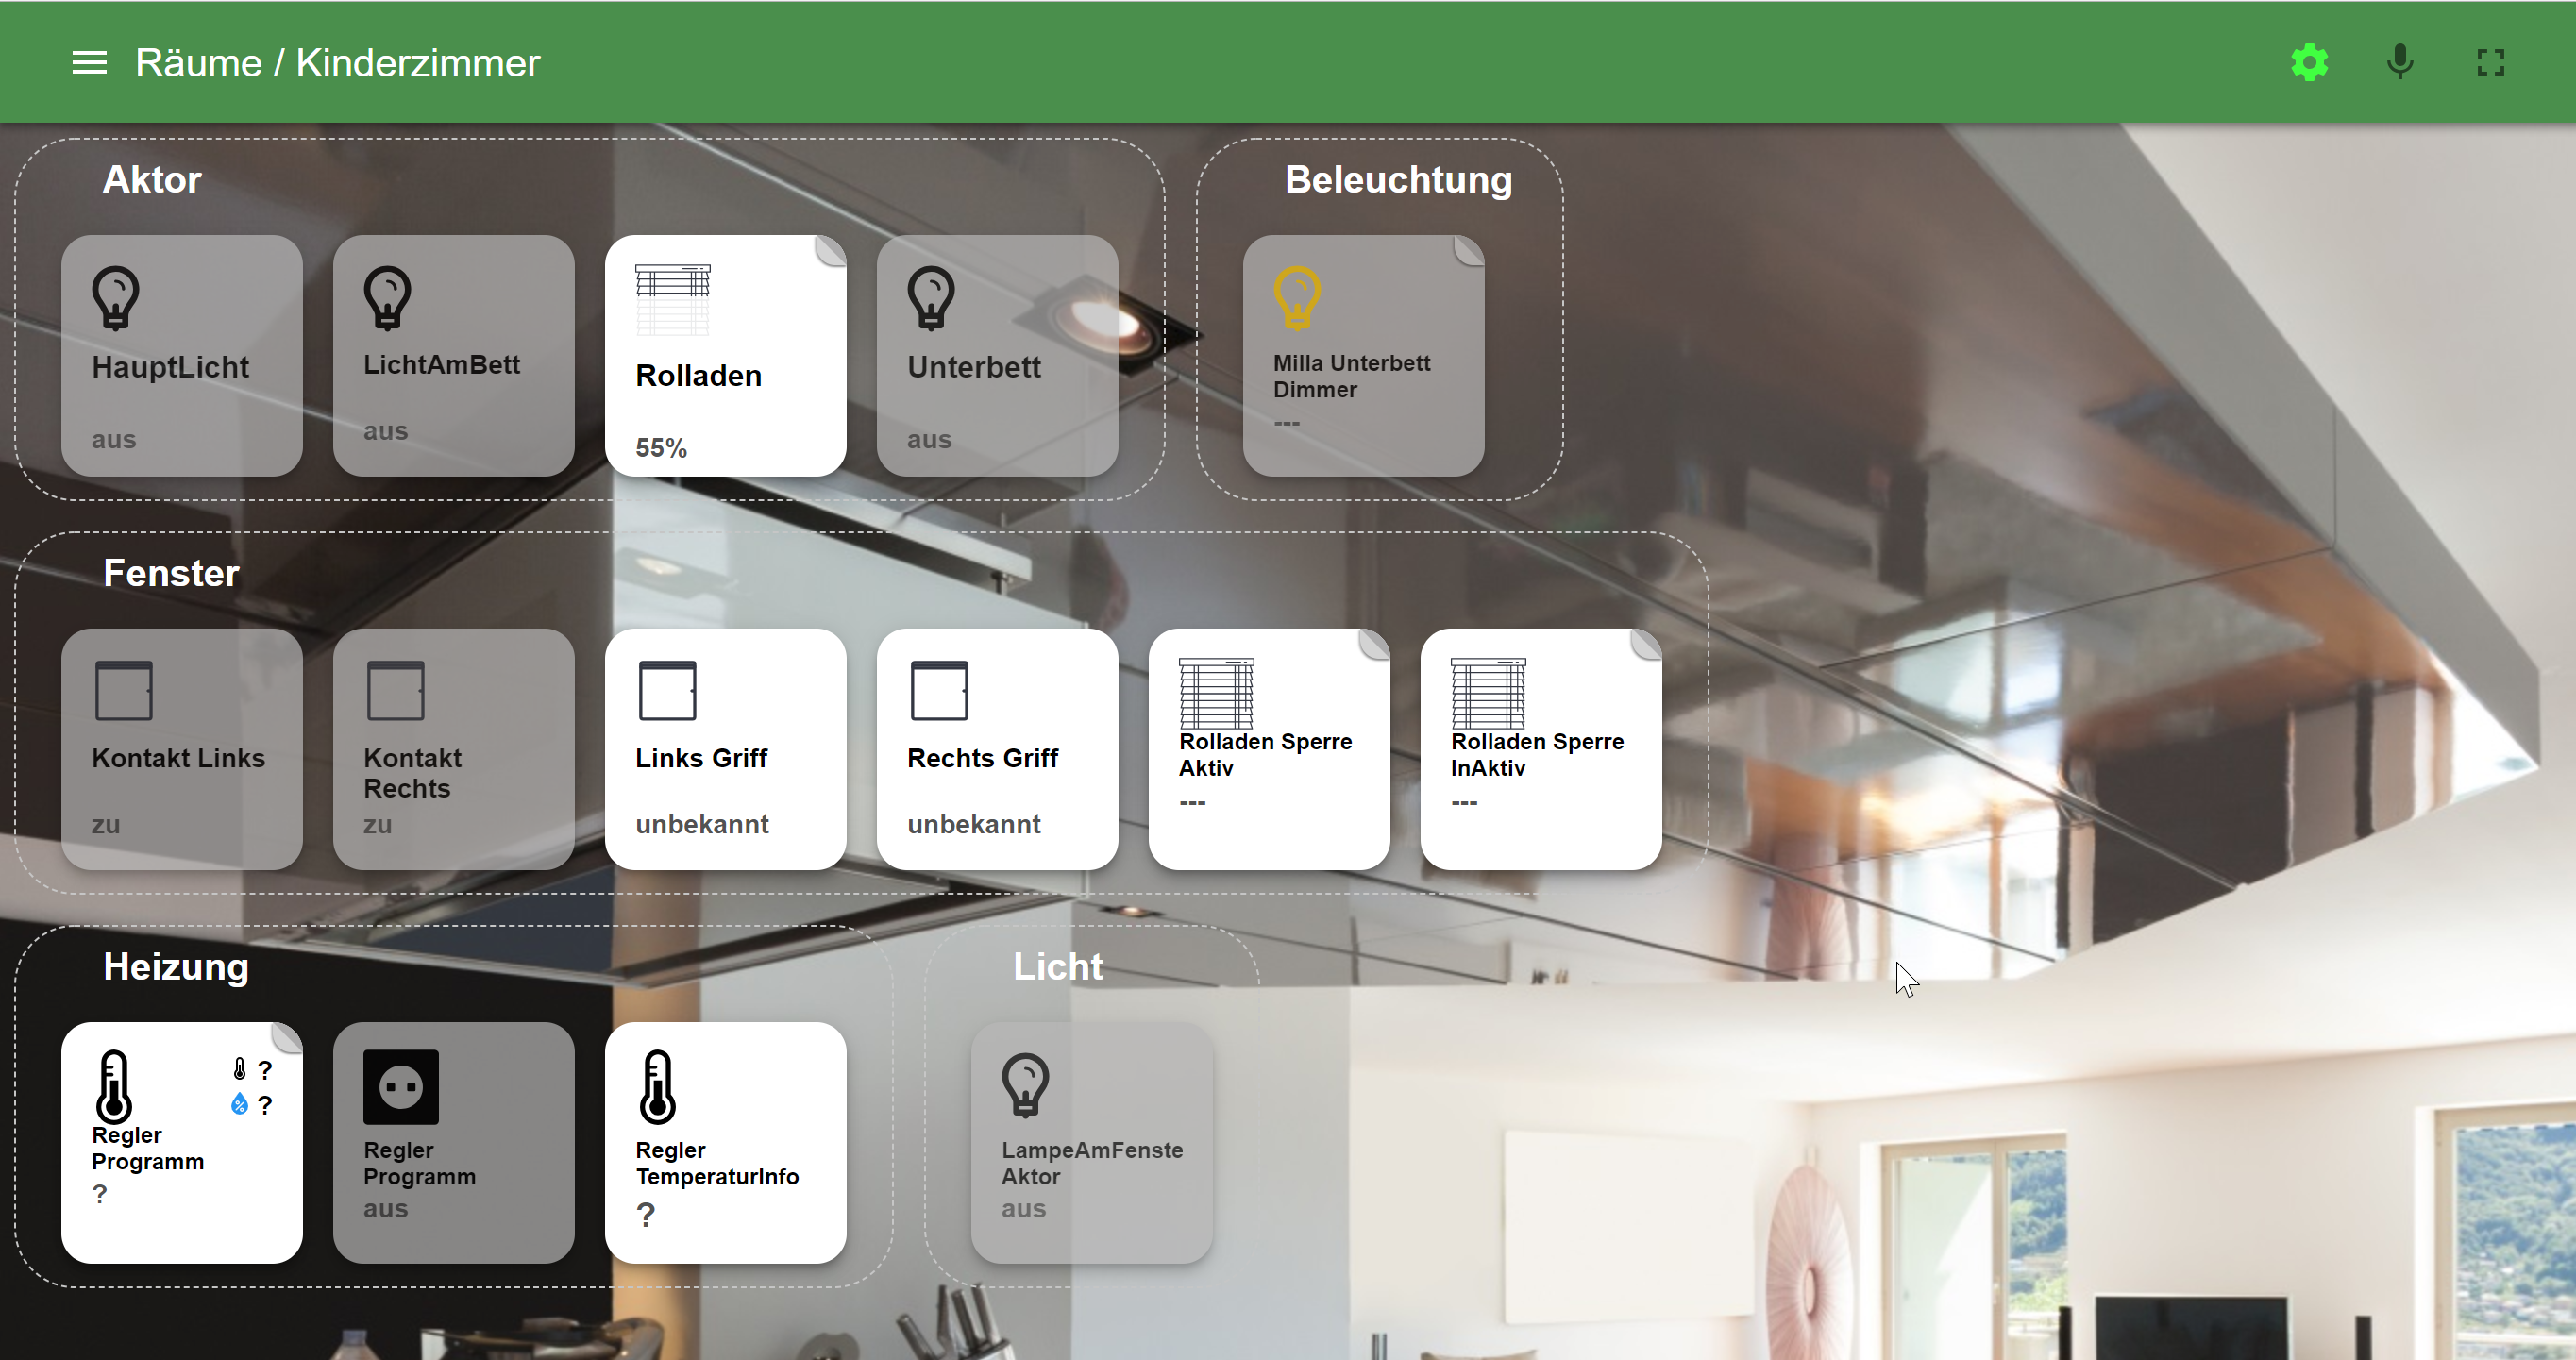 Räume / Kinderzimmer
Aktor
HauptLicht
aus
LichtAmBett
aus
Rolladen
55%
Unterbett
aus
Beleuchtung
Milla Unterbett
Dimmer
---
Fenster
Kontakt Links
zu
Kontakt
Rechts
zu
Links Griff
unbekannt
Rechts Griff
unbekannt
Rolladen Sperre
Aktiv
---
Rolladen Sperre
InAktiv
---
Heizung
?
%
?
Regler
Programm
?
Regler
Programm
aus
Regler
TemperaturInfo
?
Licht
LampeAmFenste
Aktor
aus